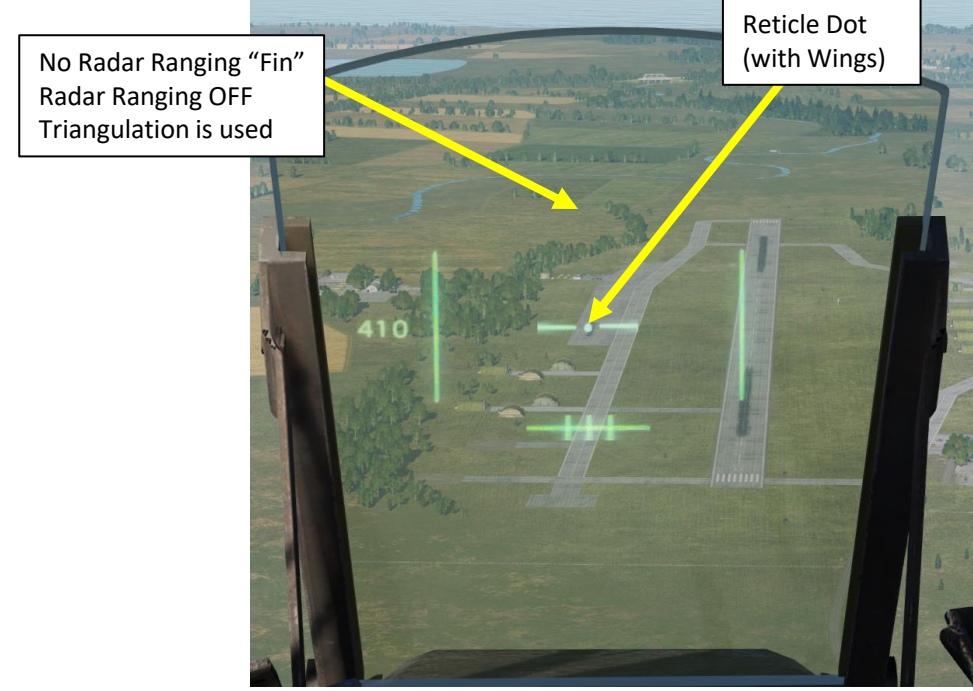 No Radar Ranging “Fin”
Radar Ranging OFF
Triangulation is used
Reticle Dot
(with Wings)
410